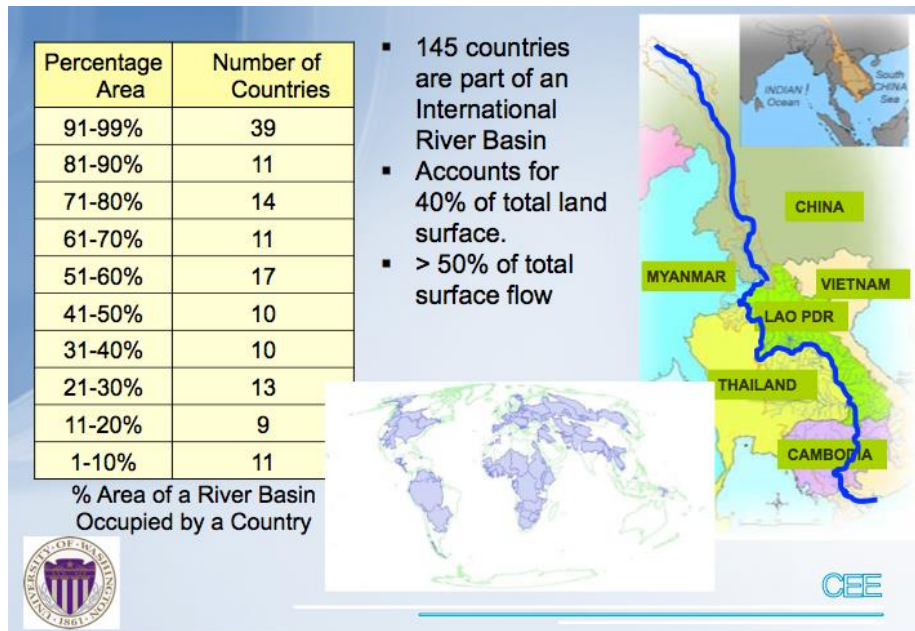 Percentage Area Number of Countries
91-99% 39
81-90% 11
71-80% 14
61-70% 11
51-60% 17
41-50% 10
31-40% 10
21-30% 13
11-20% 9
1-10% 11
% Area of a River Basin
Occupied by a Country
▪ 145 countries
are part of an
International
River Basin
▪ Accounts for
40% of total land
surface.
▪ > 50% of total
surface flow
INDIAN
Ocean
South
CHINA
Sea
CHINA
MYANMAR
VIETNAM
LAO PDR
THAILAND
CAMBODIA
UNIVERSITY OF WASHINGTON
1861
CEE